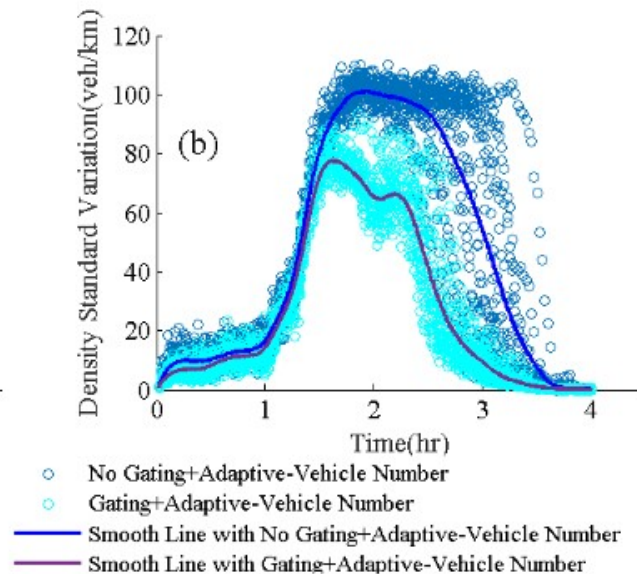 120
100
80
60
40
20
0
Density Standard Variation(veh/km)
(b)
0 1 2 3 4
Time(hr)
No Gating+Adaptive-Vehicle Number
Gating+Adaptive-Vehicle Number
Smooth Line with No Gating+Adaptive-Vehicle Number
Smooth Line with Gating+Adaptive-Vehicle Number